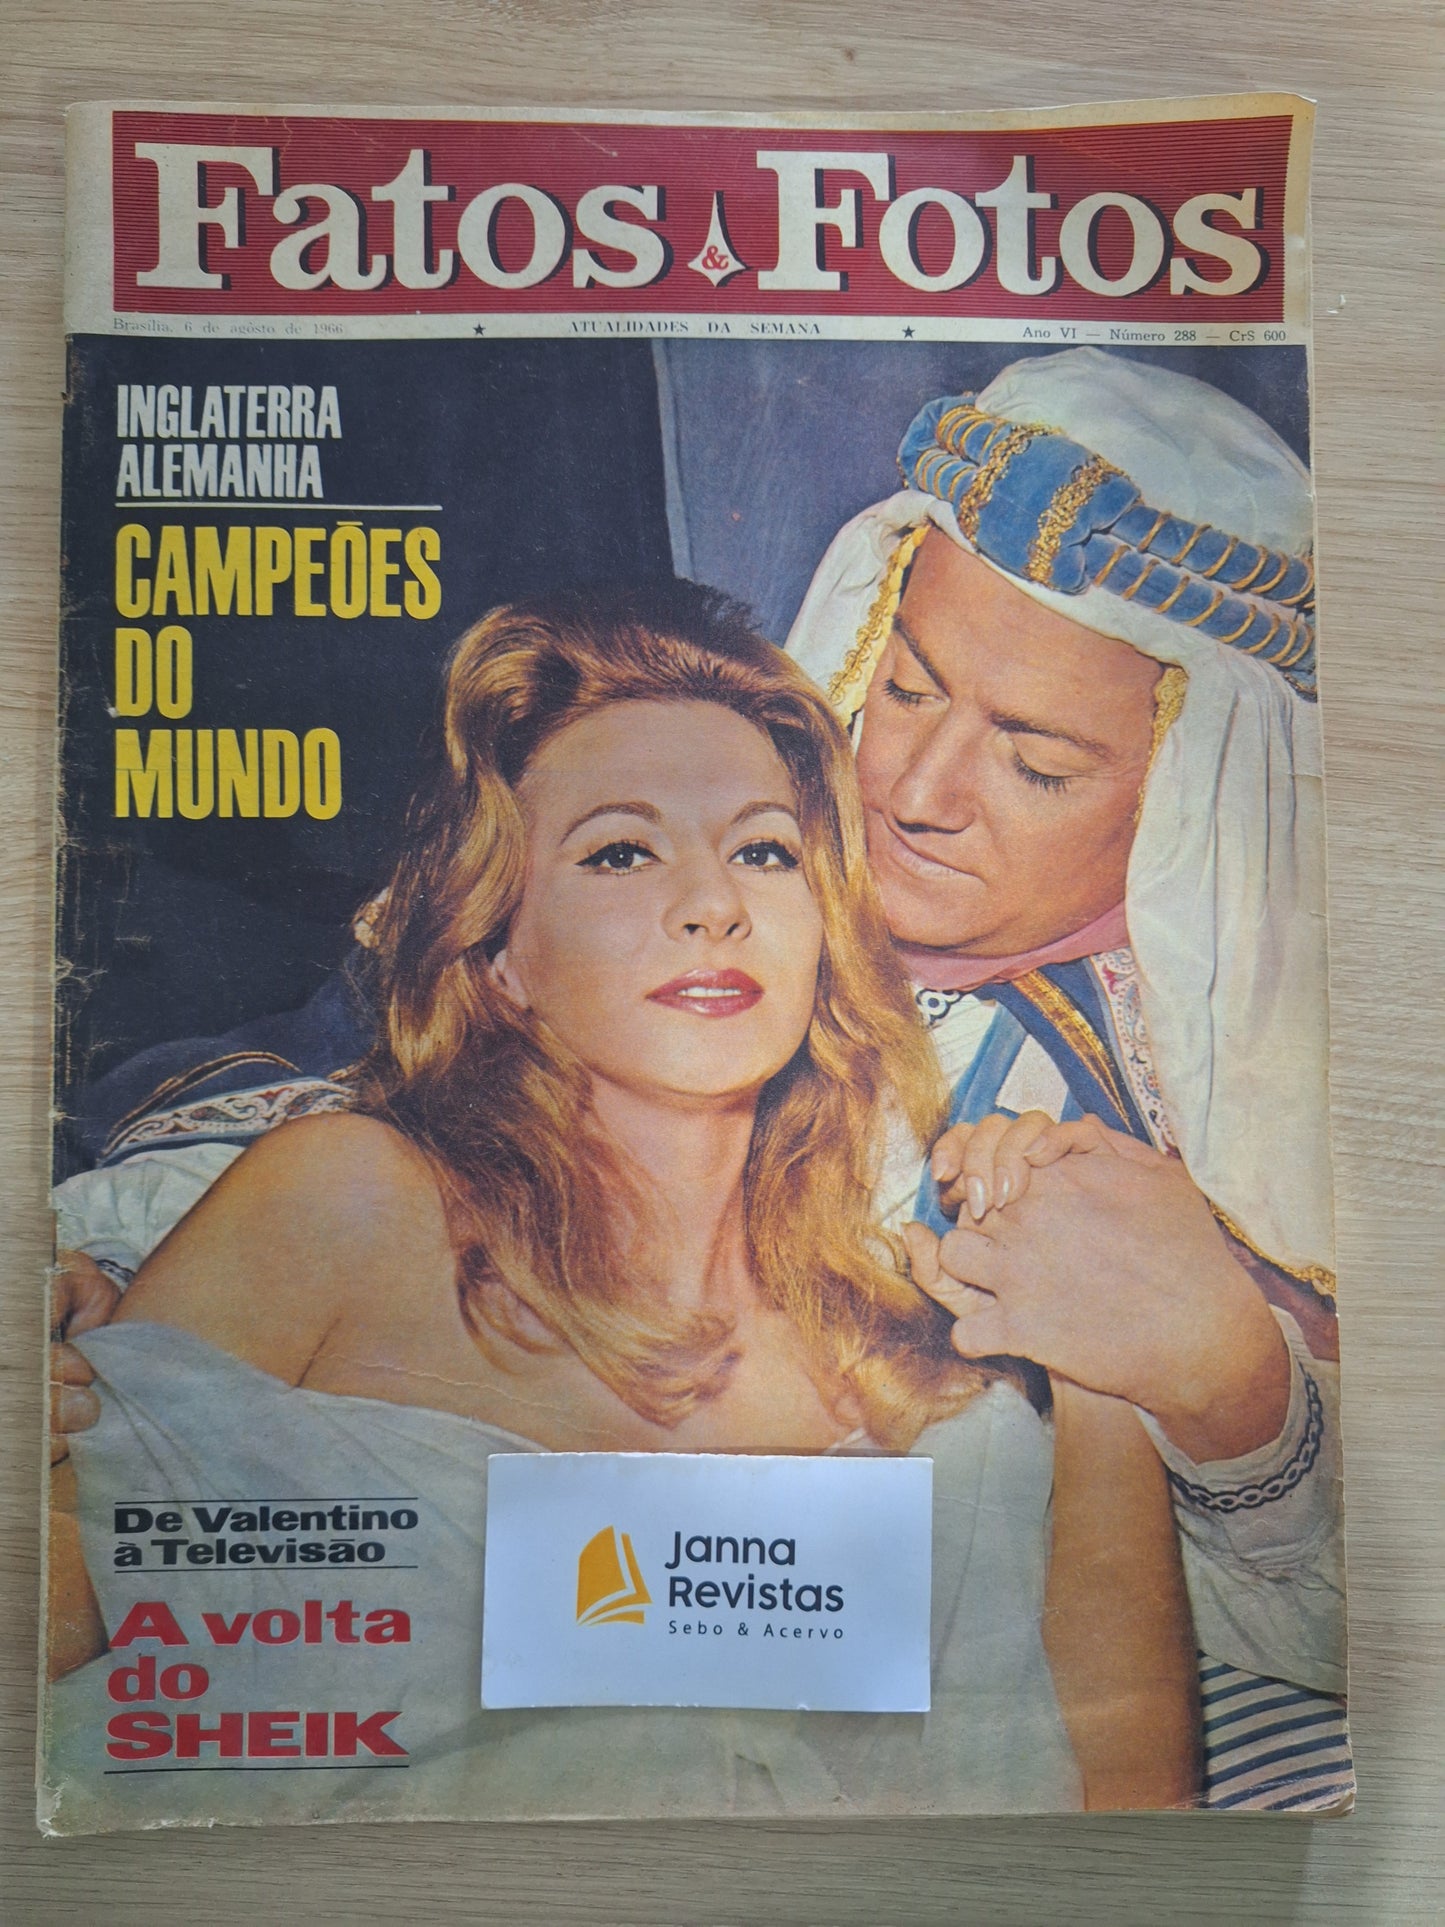 Fatos & Fotos
Brasília, 6 de agôsto de 1966 ★ ATUALIDADES DA SEMANA ★ Ano VI — Número 288 — Cr$ 600
INGLATERRA
ALEMANHA
CAMPEÕES
DO
MUNDO
De Valentino
à Televisão
A volta
do
SHEIK
Janna
Revistas
Sebo & Acervo